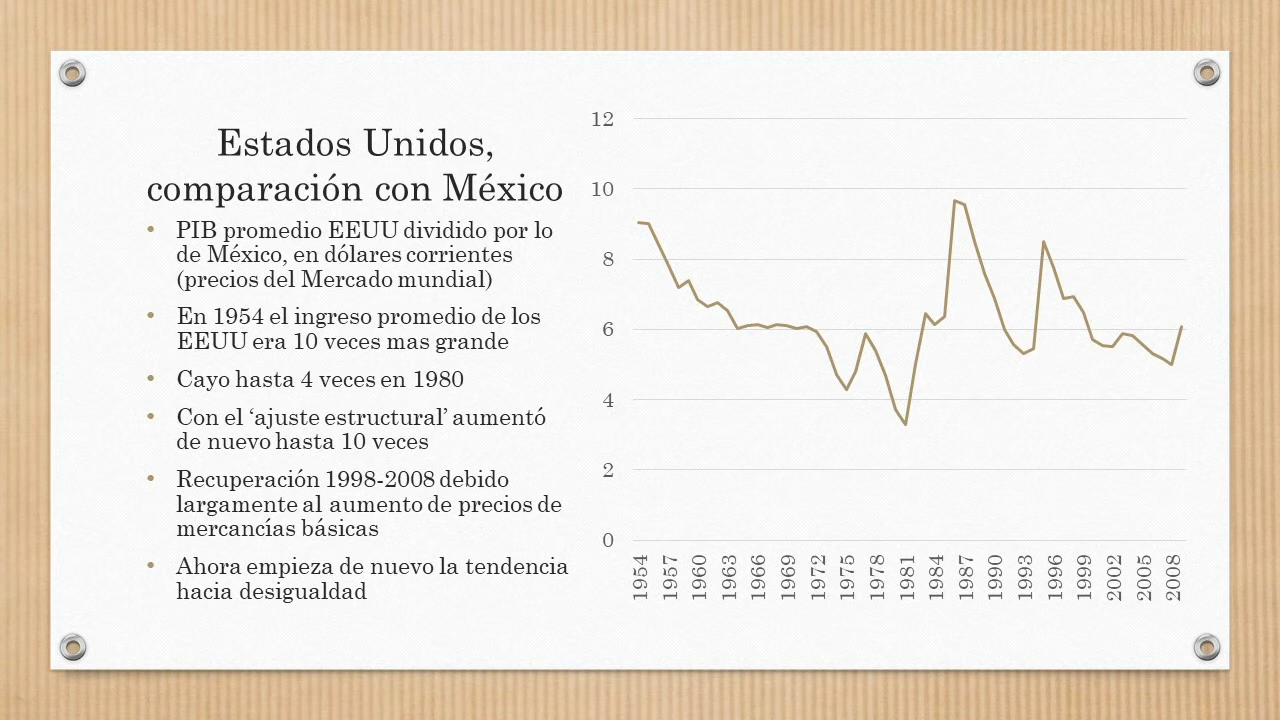 Estados Unidos,
comparación con México
• PIB promedio EEUU dividido por lo
de México, en dólares corrientes
(precios del Mercado mundial)
• En 1954 el ingreso promedio de los
EEUU era 10 veces mas grande
• Cayo hasta 4 veces en 1980
• Con el ‘ajuste estructural’ aumentó
de nuevo hasta 10 veces
• Recuperación 1998-2008 debido
largamente al aumento de precios de
mercancías básicas
• Ahora empieza de nuevo la tendencia
hacia desigualdad
12
10
8
6
4
2
0
1954
1957
1960
1963
1966
1969
1972
1975
1978
1981
1984
1987
1990
1993
1996
1999
2002
2005
2008